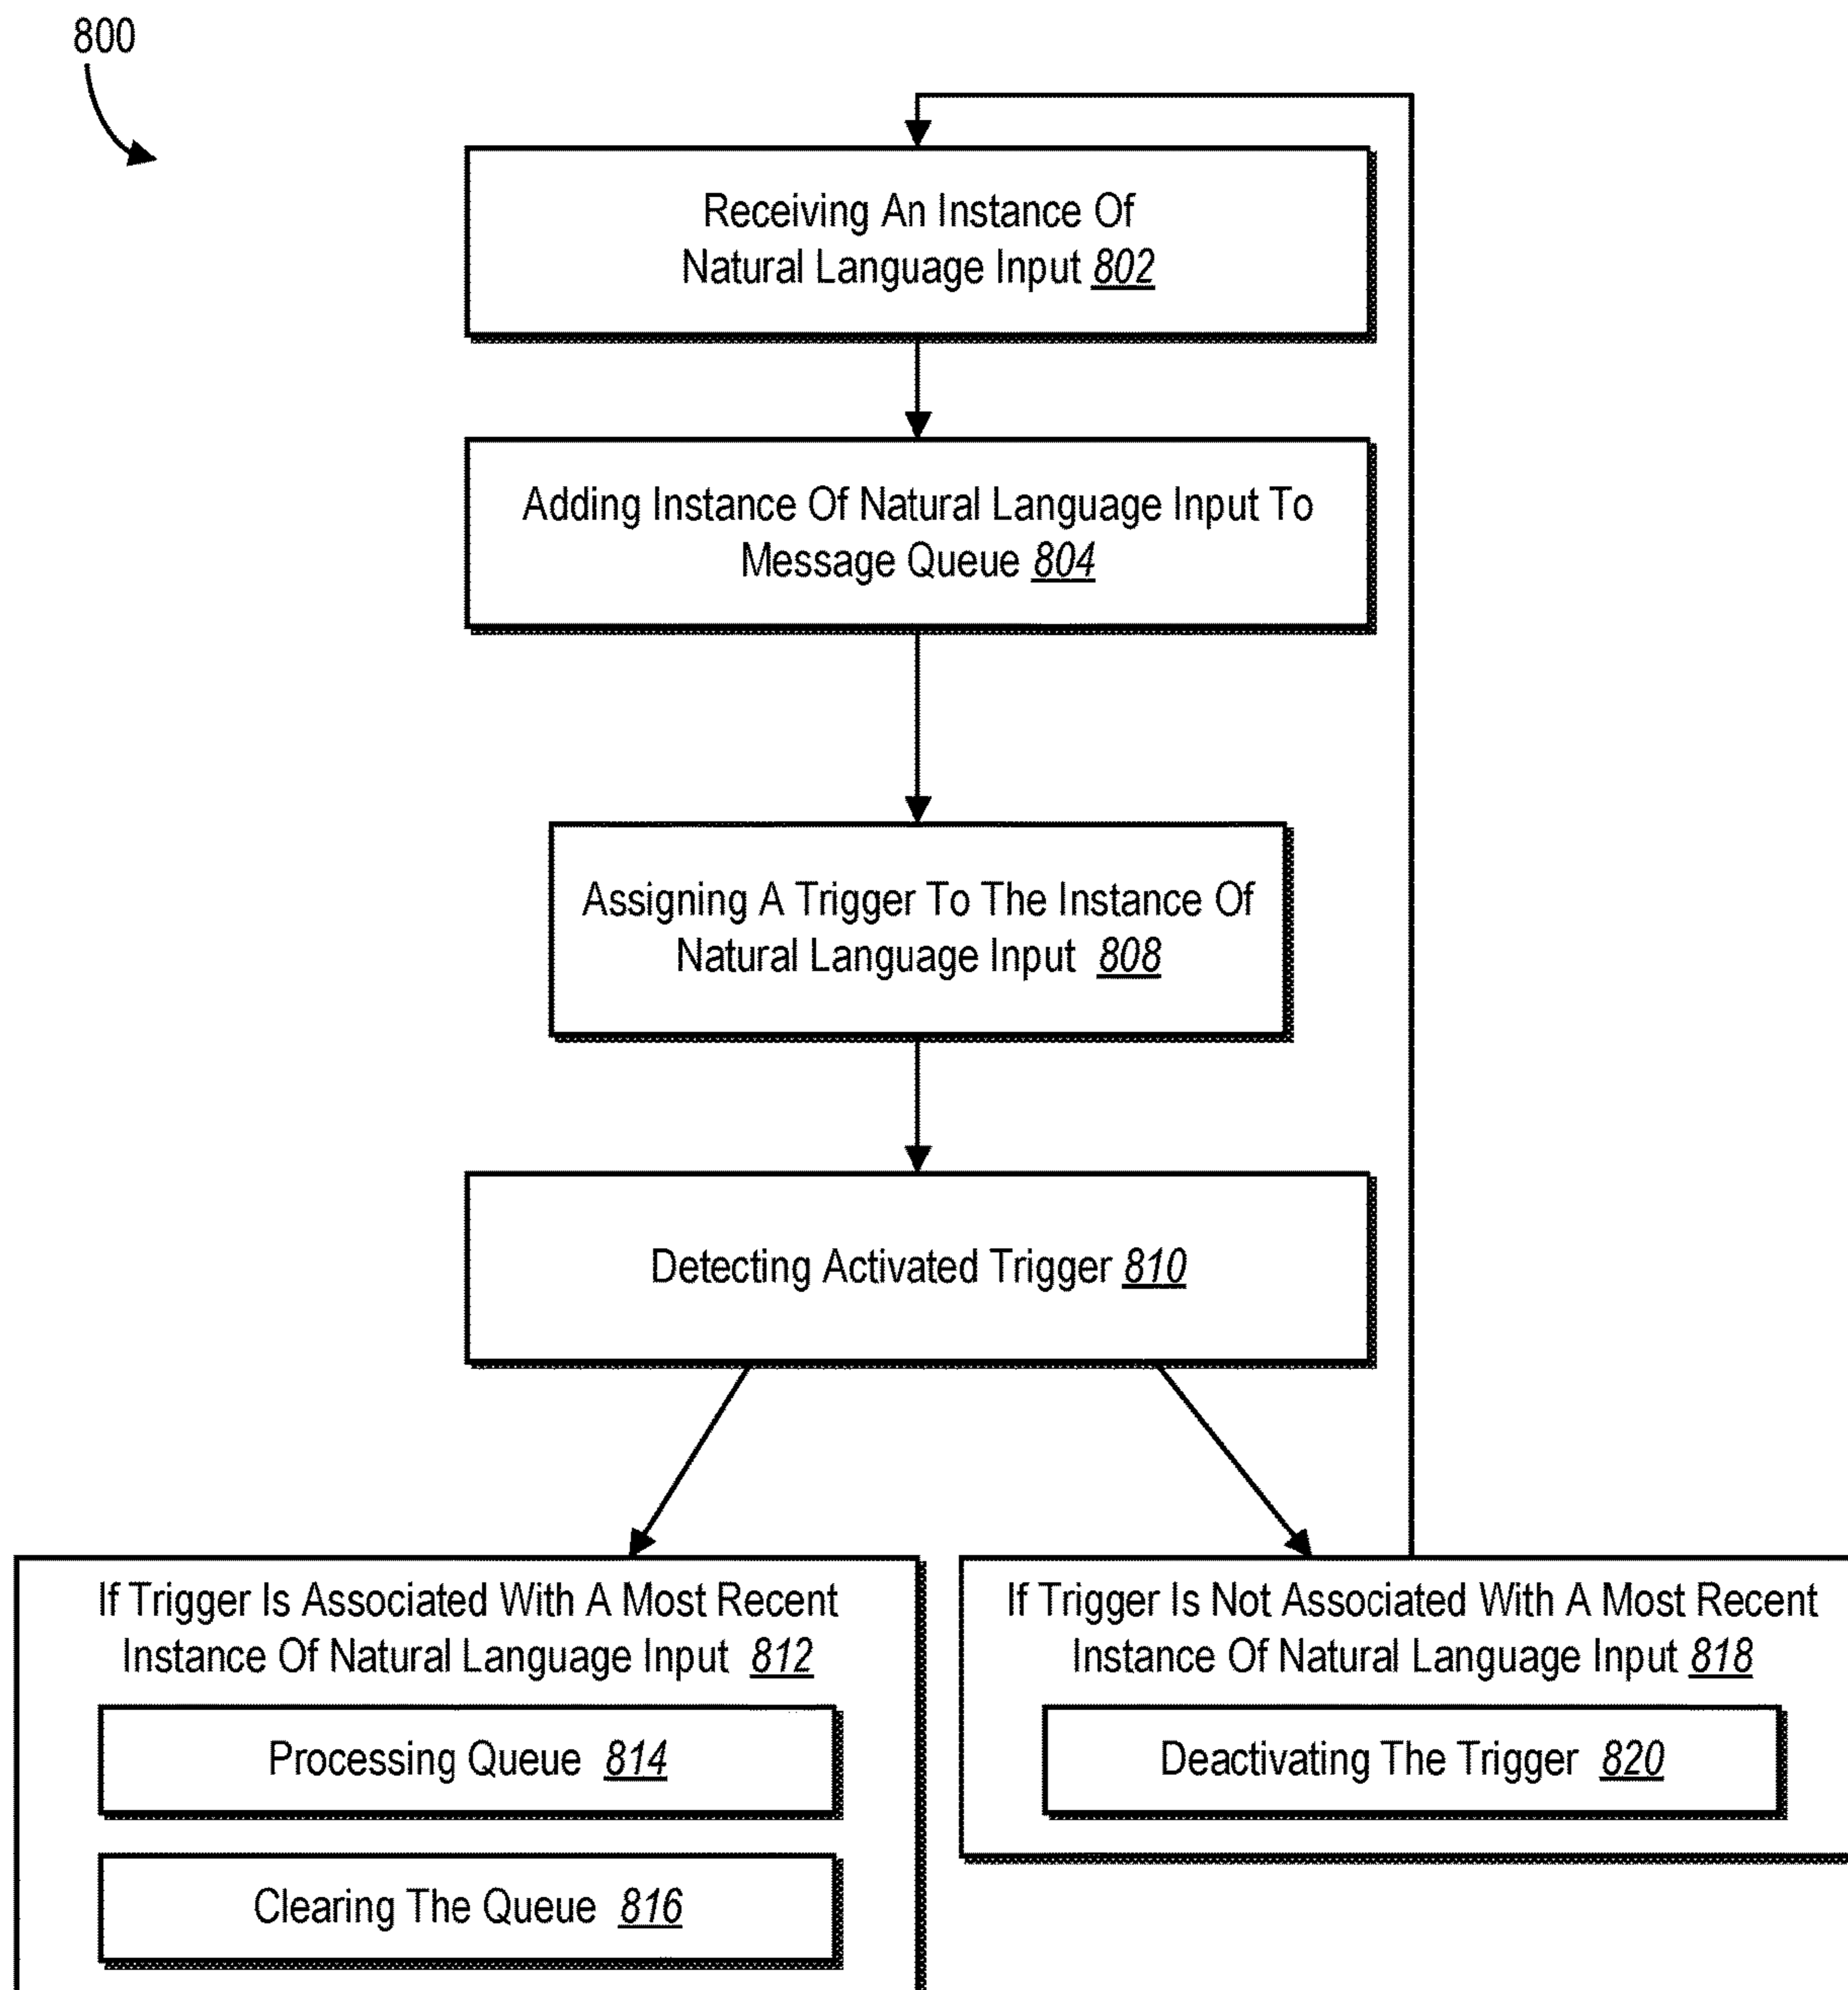 800
Receiving An Instance Of
Natural Language Input 802
Adding Instance Of Natural Language Input To
Message Queue 804
Assigning A Trigger To The Instance Of
Natural Language Input 808
Detecting Activated Trigger 810
If Trigger Is Associated With A Most Recent
Instance Of Natural Language Input 812
Processing Queue 814
Clearing The Queue 816
If Trigger Is Not Associated With A Most Recent
Instance Of Natural Language Input 818
Deactivating The Trigger 820